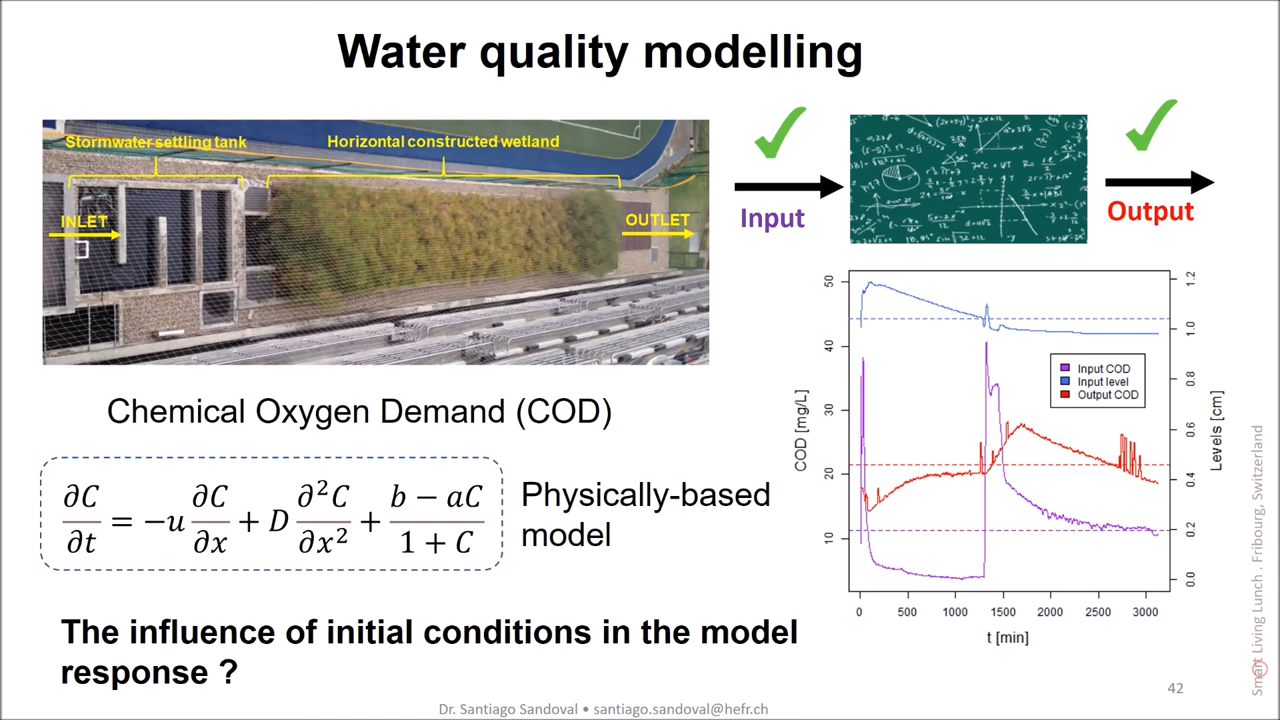 Water quality modelling
Stormwater settling tank
Horizontal constructed wetland
INLET
OUTLET
Input
Output
Chemical Oxygen Demand (COD)
∂C/∂t = −u ∂C/∂x + D ∂²C/∂x² + (b − aC)/(1 + C)
Physically-based
model
The influence of initial conditions in the model
response ?
COD [mg/L]
50
40
30
20
10
Input COD
Input level
Output COD
1.2
1.0
0.8
0.6
0.4
0.2
0.0
Levels [cm]
0 500 1000 1500 2000 2500 3000
t [min]
Smart Living Lunch . Fribourg, Switzerland
42
Dr. Santiago Sandoval • santiago.sandoval@hefr.ch